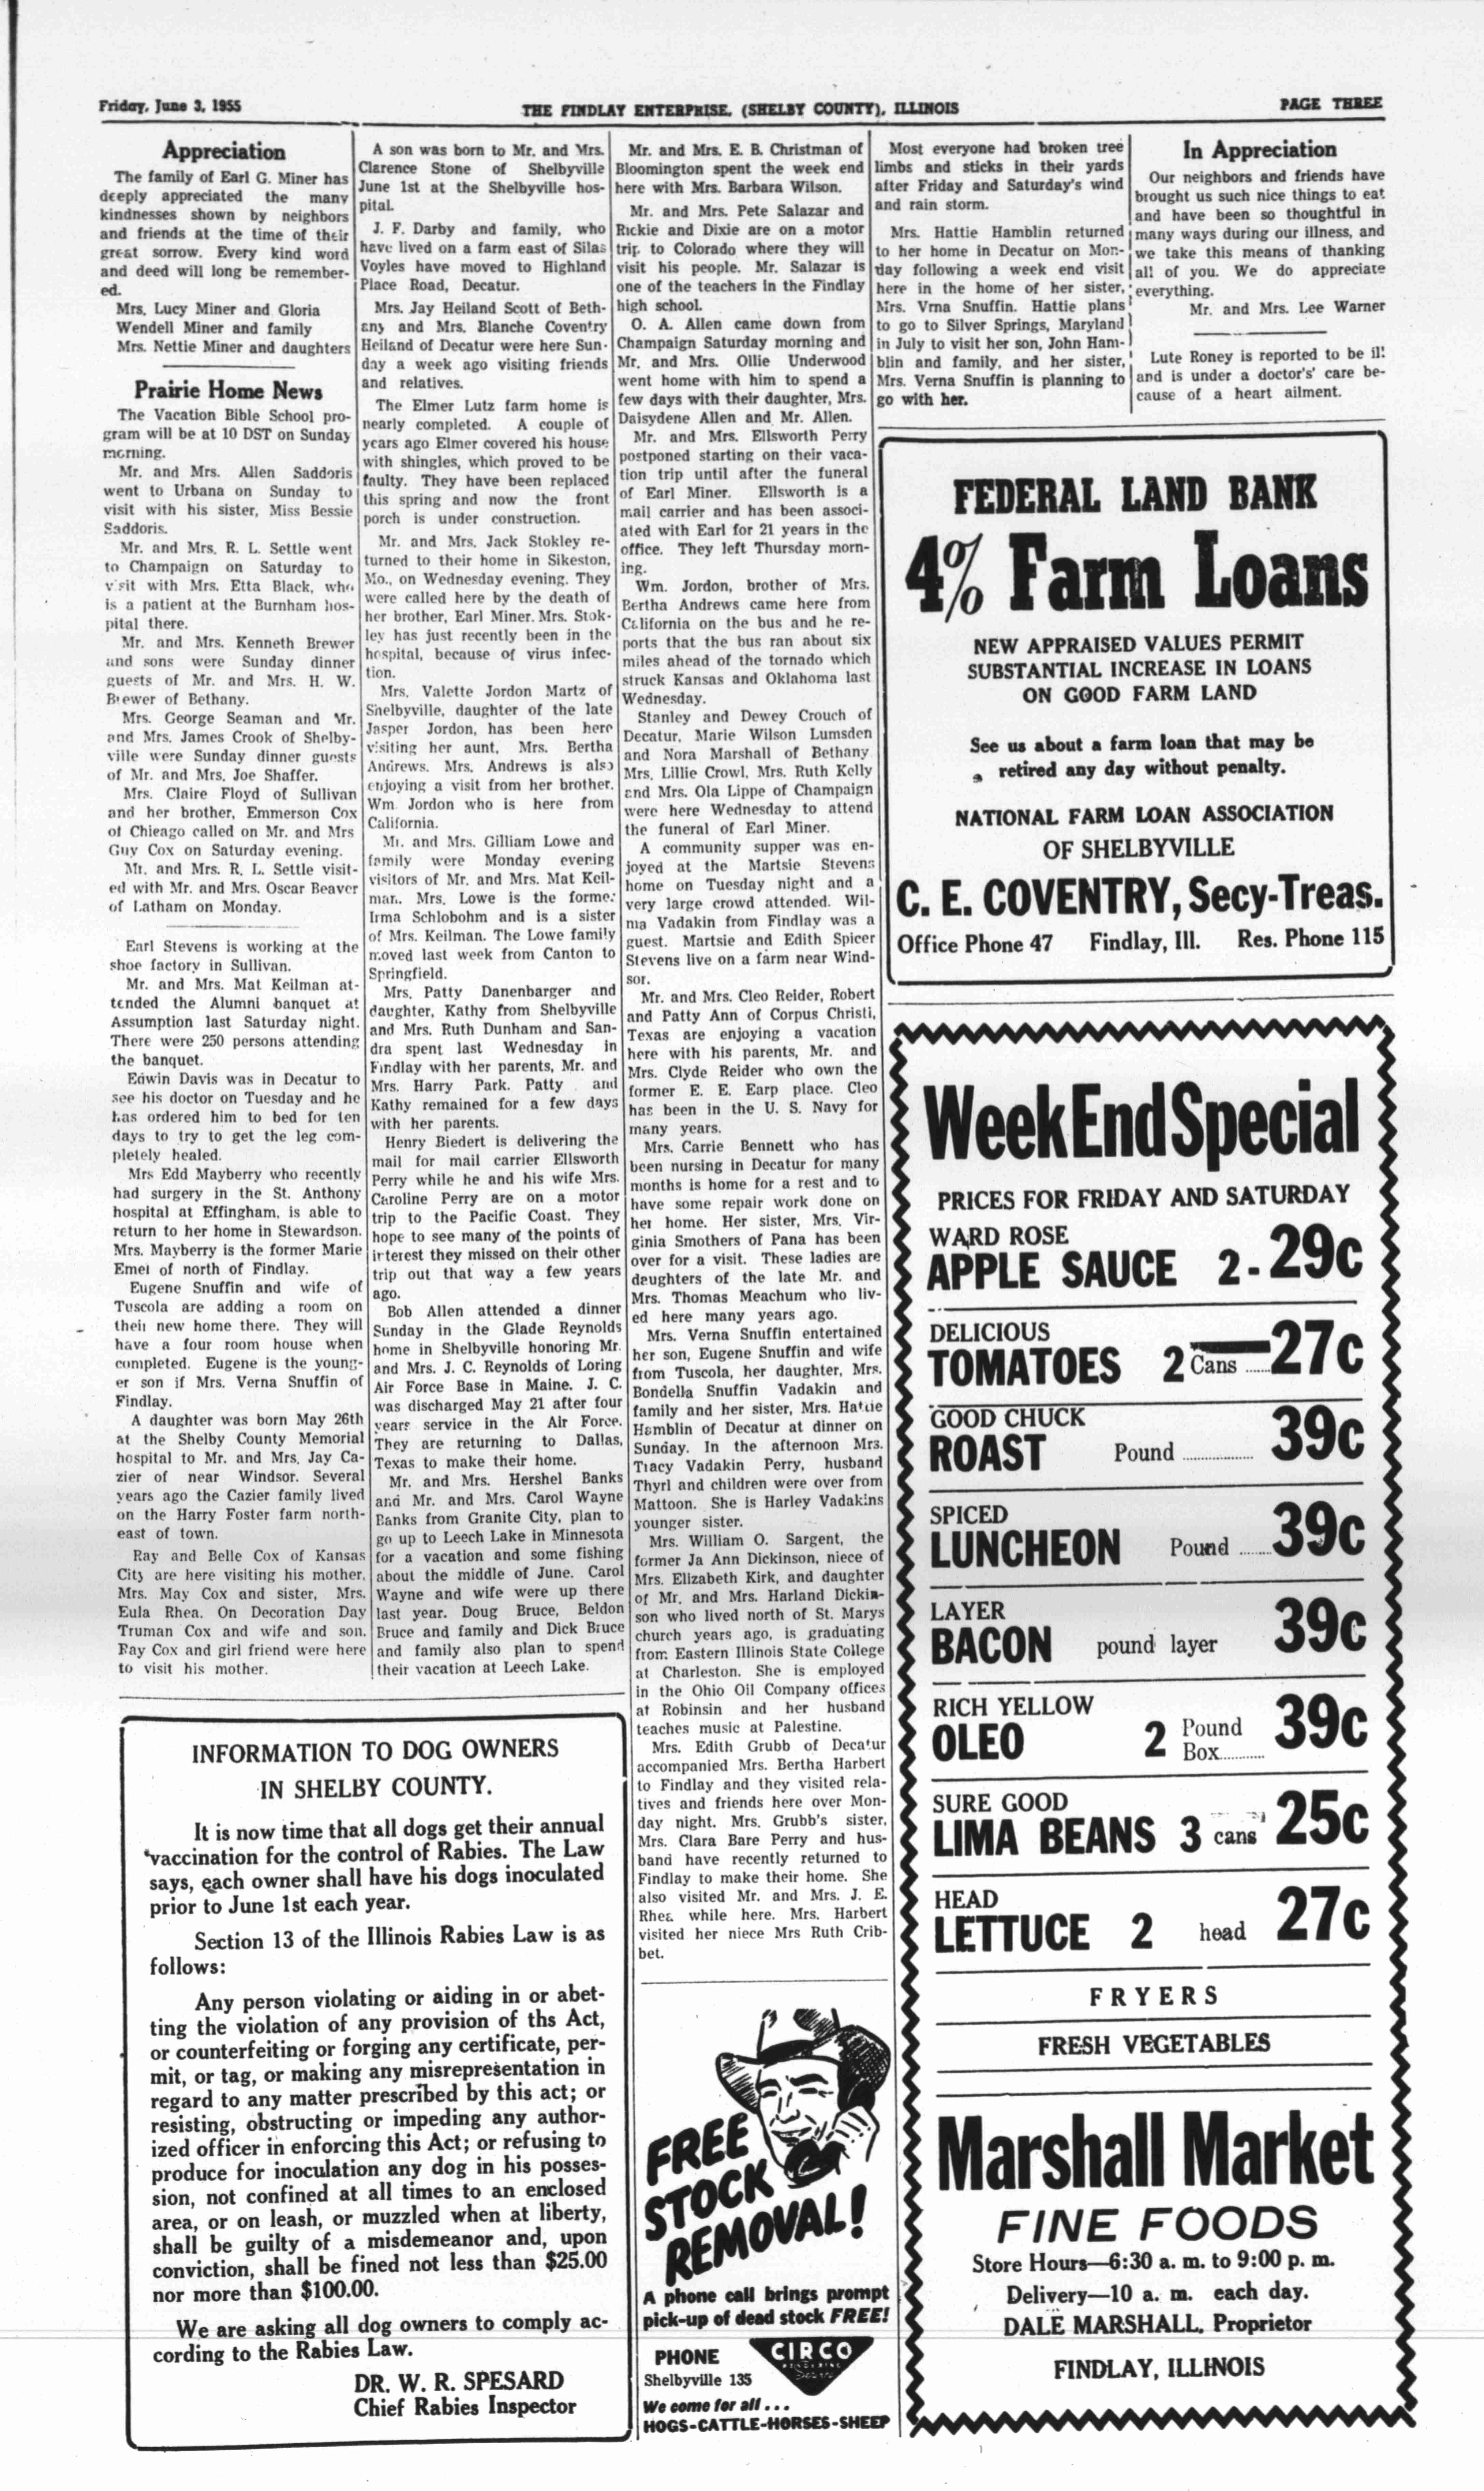 Friday, June 3, 1955
THE FINDLAY ENTERPRISE, (SHELBY COUNTY), ILLINOIS
PAGE THREE
Appreciation
The family of Earl G. Miner has
deeply appreciated the many
kindnesses shown by neighbors
and friends at the time of their
great sorrow. Every kind word
and deed will long be remember-
ed.
Mrs. Lucy Miner and Gloria
Wendell Miner and family
Mrs. Nettie Miner and daughters
Prairie Home News
The Vacation Bible School pro-
gram will be at 10 DST on Sunday
morning.
Mr. and Mrs. Allen Saddoris
went to Urbana on Sunday to
visit with his sister, Miss Bessie
Saddoris.
Mr. and Mrs. R. L. Settle went
to Champaign on Saturday to
visit with Mrs. Etta Black, who
is a patient at the Burnham hos-
pital there.
Mr. and Mrs. Kenneth Brewer
and sons were Sunday dinner
guests of Mr. and Mrs. H. W.
Brewer of Bethany.
Mrs. George Seaman and Mr.
and Mrs. James Crook of Shelby-
ville were Sunday dinner guests
of Mr. and Mrs. Joe Shaffer.
Mrs. Claire Floyd of Sullivan
and her brother, Emmerson Cox
of Chicago called on Mr. and Mrs
Guy Cox on Saturday evening.
Mr. and Mrs. R. L. Settle visit-
ed with Mr. and Mrs. Oscar Beaver
of Latham on Monday.
Earl Stevens is working at the
shoe factory in Sullivan.
Mr. and Mrs. Mat Keilman at-
tended the Alumni banquet at
Assumption last Saturday night.
There were 250 persons attending
the banquet.
Edwin Davis was in Decatur to
see his doctor on Tuesday and he
has ordered him to bed for ten
days to try to get the leg com-
pletely healed.
Mrs Edd Mayberry who recently
had surgery in the St. Anthony
hospital at Effingham, is able to
return to her home in Stewardson.
Mrs. Mayberry is the former Marie
Emel of north of Findlay.
Eugene Snuffin and wife of
Tuscola are adding a room on
their new home there. They will
have a four room house when
completed. Eugene is the young-
er son if Mrs. Verna Snuffin of
Findlay.
A daughter was born May 26th
at the Shelby County Memorial
hospital to Mr. and Mrs. Jay Ca-
zier of near Windsor. Several
years ago the Cazier family lived
on the Harry Foster farm north-
east of town.
Ray and Belle Cox of Kansas
City are here visiting his mother,
Mrs. May Cox and sister, Mrs.
Eula Rhea. On Decoration Day
Truman Cox and wife and son,
Ray Cox and girl friend were here
to visit his mother.
A son was born to Mr. and Mrs.
Clarence Stone of Shelbyville
June 1st at the Shelbyville hos-
pital.
J. F. Darby and family, who
have lived on a farm east of Silas
Voyles have moved to Highland
Place Road, Decatur.
Mrs. Jay Heiland Scott of Beth-
any and Mrs. Blanche Coventry
Heiland of Decatur were here Sun-
day a week ago visiting friends
and relatives.
The Elmer Lutz farm home is
nearly completed. A couple of
years ago Elmer covered his house
with shingles, which proved to be
faulty. They have been replaced
this spring and now the front
porch is under construction.
Mr. and Mrs. Jack Stokley re-
turned to their home in Sikeston,
Mo., on Wednesday evening. They
were called here by the death of
her brother, Earl Miner. Mrs. Stok-
ley has just recently been in the
hospital, because of virus infec-
tion.
Mrs. Valette Jordon Martz of
Shelbyville, daughter of the late
Jasper Jordon, has been here
visiting her aunt, Mrs. Bertha
Andrews. Mrs. Andrews is also
enjoying a visit from her brother,
Wm. Jordon who is here from
California.
Mr. and Mrs. Gilliam Lowe and
family were Monday evening
visitors of Mr. and Mrs. Mat Keil-
man. Mrs. Lowe is the former
Irma Schlobohm and is a sister
of Mrs. Keilman. The Lowe family
moved last week from Canton to
Springfield.
Mrs. Patty Danenbarger and
daughter, Kathy from Shelbyville
and Mrs. Ruth Dunham and San-
dra spent last Wednesday in
Findlay with her parents, Mr. and
Mrs. Harry Park. Patty and
Kathy remained for a few days
with her parents.
Henry Biedert is delivering the
mail for mail carrier Ellsworth
Perry while he and his wife Mrs.
Caroline Perry are on a motor
trip to the Pacific Coast. They
hope to see many of the points of
interest they missed on their other
trip out that way a few years
ago.
Bob Allen attended a dinner
Sunday in the Glade Reynolds
home in Shelbyville honoring Mr.
and Mrs. J. C. Reynolds of Loring
Air Force Base in Maine. J. C.
was discharged May 21 after four
years service in the Air Force.
They are returning to Dallas,
Texas to make their home.
Mr. and Mrs. Hershel Banks
and Mr. and Mrs. Carol Wayne
Banks from Granite City, plan to
go up to Leech Lake in Minnesota
for a vacation and some fishing
about the middle of June. Carol
Wayne and wife were up there
last year. Doug Bruce, Beldon
Bruce and family and Dick Bruce
and family also plan to spend
their vacation at Leech Lake.
INFORMATION TO DOG OWNERS
IN SHELBY COUNTY.
It is now time that all dogs get their annual
vaccination for the control of Rabies. The Law
says, each owner shall have his dogs inoculated
prior to June 1st each year.
Section 13 of the Illinois Rabies Law is as
follows:
Any person violating or aiding in or abet-
ting the violation of any provision of ths Act,
or counterfeiting or forging any certificate, per-
mit, or tag, or making any misrepresentation in
regard to any matter prescribed by this act; or
resisting, obstructing or impeding any author-
ized officer in enforcing this Act; or refusing to
produce for inoculation any dog in his posses-
sion, not confined at all times to an enclosed
area, or on leash, or muzzled when at liberty,
shall be guilty of a misdemeanor and, upon
conviction, shall be fined not less than $25.00
nor more than $100.00.
We are asking all dog owners to comply ac-
cording to the Rabies Law.
DR. W. R. SPESARD
Chief Rabies Inspector
Mr. and Mrs. E. B. Christman of
Bloomington spent the week end
here with Mrs. Barbara Wilson.
Mr. and Mrs. Pete Salazar and
Rickie and Dixie are on a motor
trip to Colorado where they will
visit his people. Mr. Salazar is
one of the teachers in the Findlay
high school.
O. A. Allen came down from
Champaign Saturday morning and
Mr. and Mrs. Ollie Underwood
went home with him to spend a
few days with their daughter, Mrs.
Daisydene Allen and Mr. Allen.
Mr. and Mrs. Ellsworth Perry
postponed starting on their vaca-
tion trip until after the funeral
of Earl Miner. Ellsworth is a
mail carrier and has been associ-
ated with Earl for 21 years in the
office. They left Thursday morn-
ing.
Wm. Jordon, brother of Mrs.
Bertha Andrews came here from
California on the bus and he re-
ports that the bus ran about six
miles ahead of the tornado which
struck Kansas and Oklahoma last
Wednesday.
Stanley and Dewey Crouch of
Decatur, Marie Wilson Lumsden
and Nora Marshall of Bethany.
Mrs. Lillie Crowl, Mrs. Ruth Kelly
and Mrs. Ola Lippe of Champaign
were here Wednesday to attend
the funeral of Earl Miner.
A community supper was en-
joyed at the Martsie Stevens
home on Tuesday night and a
very large crowd attended. Wil-
ma Vadakin from Findlay was a
guest. Martsie and Edith Spicer
Stevens live on a farm near Wind-
sor.
Mr. and Mrs. Cleo Reider, Robert
and Patty Ann of Corpus Christi,
Texas are enjoying a vacation
here with his parents, Mr. and
Mrs. Clyde Reider who own the
former E. E. Earp place. Cleo
has been in the U. S. Navy for
many years.
Mrs. Carrie Bennett who has
been nursing in Decatur for many
months is home for a rest and to
have some repair work done on
her home. Her sister, Mrs. Vir-
ginia Smothers of Pana has been
over for a visit. These ladies are
daughters of the late Mr. and
Mrs. Thomas Meachum who liv-
ed here many years ago.
Mrs. Verna Snuffin entertained
her son, Eugene Snuffin and wife
from Tuscola, her daughter, Mrs.
Bondella Snuffin Vadakin and
family and her sister, Mrs. Hattie
Hamblin of Decatur at dinner on
Sunday. In the afternoon Mrs.
Tracy Vadakin Perry, husband
Thyrl and children were over from
Mattoon. She is Harley Vadakins
younger sister.
Mrs. William O. Sargent, the
former Ja Ann Dickinson, niece of
Mrs. Elizabeth Kirk, and daughter
of Mr. and Mrs. Harland Dickin-
son who lived north of St. Marys
church years ago, is graduating
from Eastern Illinois State College
at Charleston. She is employed
in the Ohio Oil Company offices
at Robinsin and her husband
teaches music at Palestine.
Mrs. Edith Grubb of Decatur
accompanied Mrs. Bertha Harbert
to Findlay and they visited rela-
tives and friends here over Mon-
day night. Mrs. Grubb's sister,
Mrs. Clara Bare Perry and hus-
band have recently returned to
Findlay to make their home. She
also visited Mr. and Mrs. J. E.
Rhea while here. Mrs. Harbert
visited her niece Mrs Ruth Crib-
bet.
FREE
STOCK
REMOVAL!
A phone call brings prompt
pick-up of dead stock FREE!
PHONE
Shelbyville 135
CIRCO
We come for all . . .
HOGS-CATTLE-HORSES-SHEEP
Most everyone had broken tree
limbs and sticks in their yards
after Friday and Saturday's wind
and rain storm.
Mrs. Hattie Hamblin returned
to her home in Decatur on Mon-
day following a week end visit
here in the home of her sister,
Mrs. Vrna Snuffin. Hattie plans
to go to Silver Springs, Maryland
in July to visit her son, John Ham-
blin and family, and her sister,
Mrs. Verna Snuffin is planning to
go with her.
In Appreciation
Our neighbors and friends have
brought us such nice things to eat
and have been so thoughtful in
many ways during our illness, and
we take this means of thanking
all of you. We do appreciate
everything.
Mr. and Mrs. Lee Warner
Lute Roney is reported to be ill
and is under a doctor's' care be-
cause of a heart ailment.
FEDERAL LAND BANK
4% Farm Loans
NEW APPRAISED VALUES PERMIT
SUBSTANTIAL INCREASE IN LOANS
ON GOOD FARM LAND
See us about a farm loan that may be
retired any day without penalty.
NATIONAL FARM LOAN ASSOCIATION
OF SHELBYVILLE
C. E. COVENTRY, Secy-Treas.
Office Phone 47 Findlay, Ill. Res. Phone 115
Week End Special
PRICES FOR FRIDAY AND SATURDAY
WARD ROSE
APPLE SAUCE 2 - 29c
DELICIOUS
TOMATOES 2 Cans ...... 27c
GOOD CHUCK
ROAST Pound .................. 39c
SPICED
LUNCHEON Pound ........ 39c
LAYER
BACON pound layer 39c
RICH YELLOW
OLEO 2 Pound Box............ 39c
SURE GOOD
LIMA BEANS 3 cans 25c
HEAD
LETTUCE 2 head 27c
FRYERS
FRESH VEGETABLES
Marshall Market
FINE FOODS
Store Hours—6:30 a. m. to 9:00 p. m.
Delivery—10 a. m. each day.
DALE MARSHALL, Proprietor
FINDLAY, ILLINOIS